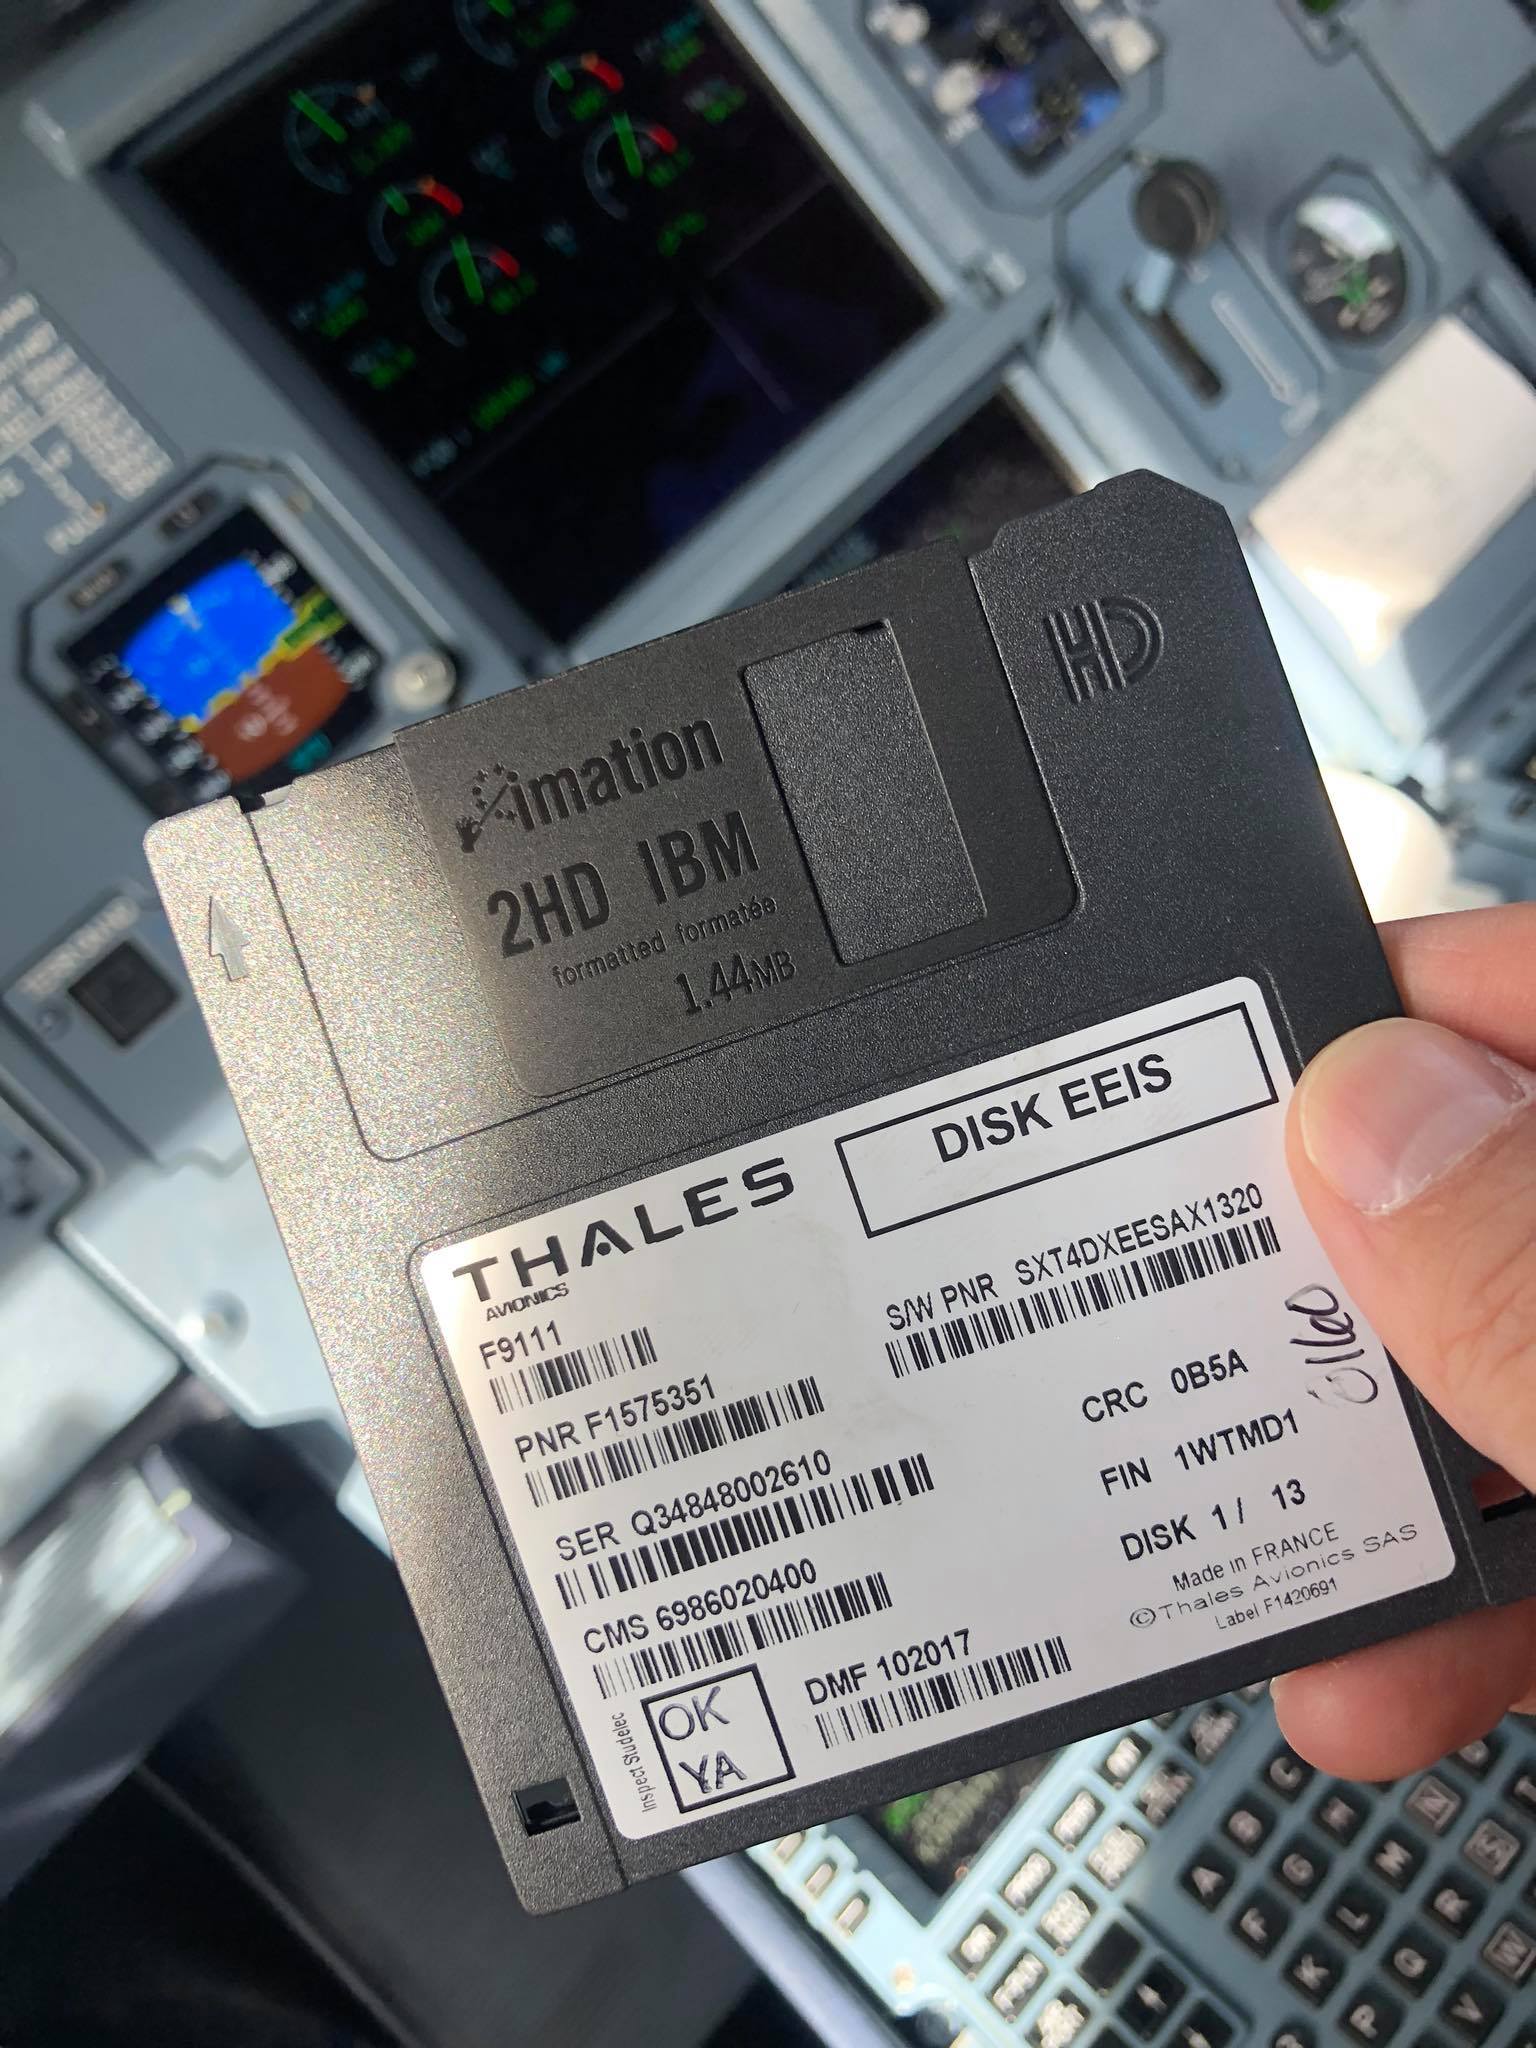 HD
imation
2HD IBM
formatted formatée
1.44MB
DISK EEIS
THALES
AVIONICS
F9111
S/W PNR SXT4DXEESAX1320
PNR F1575351
CRC 0B5A
01160
SER Q34848002610
FIN 1WTMD1
CMS 6986020400
DISK 1 / 13
Made in FRANCE
©Thales Avionics SAS
Label F1420691
DMF 102017
Inspect Studelec
OK
YA